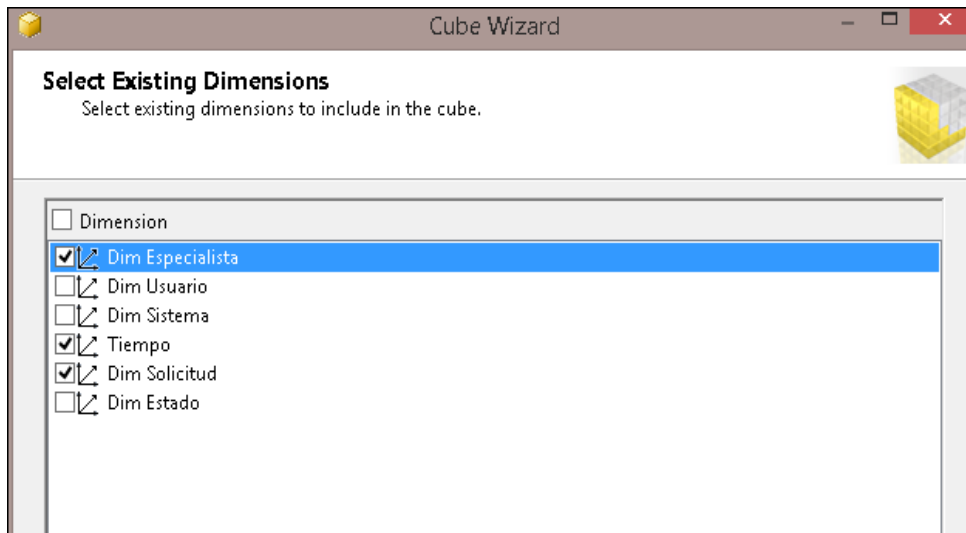 Cube Wizard
Select Existing Dimensions
Select existing dimensions to include in the cube.
Dimension
Dim Especialista
Dim Usuario
Dim Sistema
Tiempo
Dim Solicitud
Dim Estado